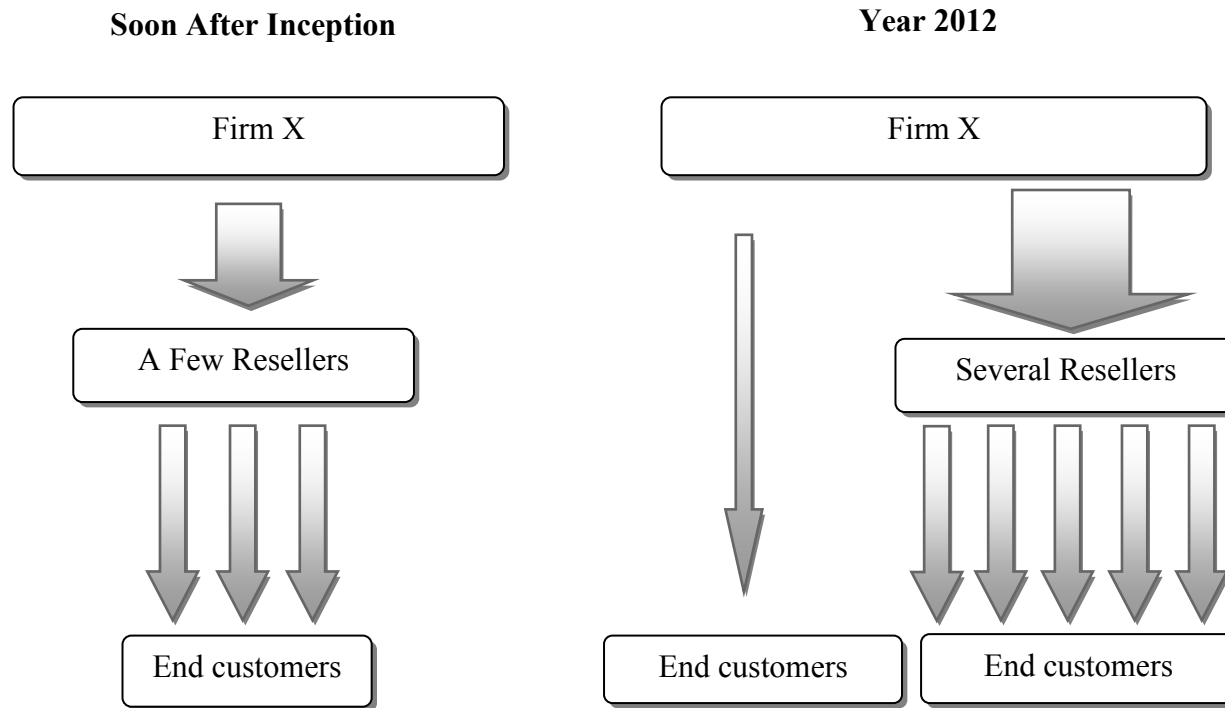 Soon After Inception
Year 2012
Firm X
Firm X
A Few Resellers
Several Resellers
End customers
End customers
End customers